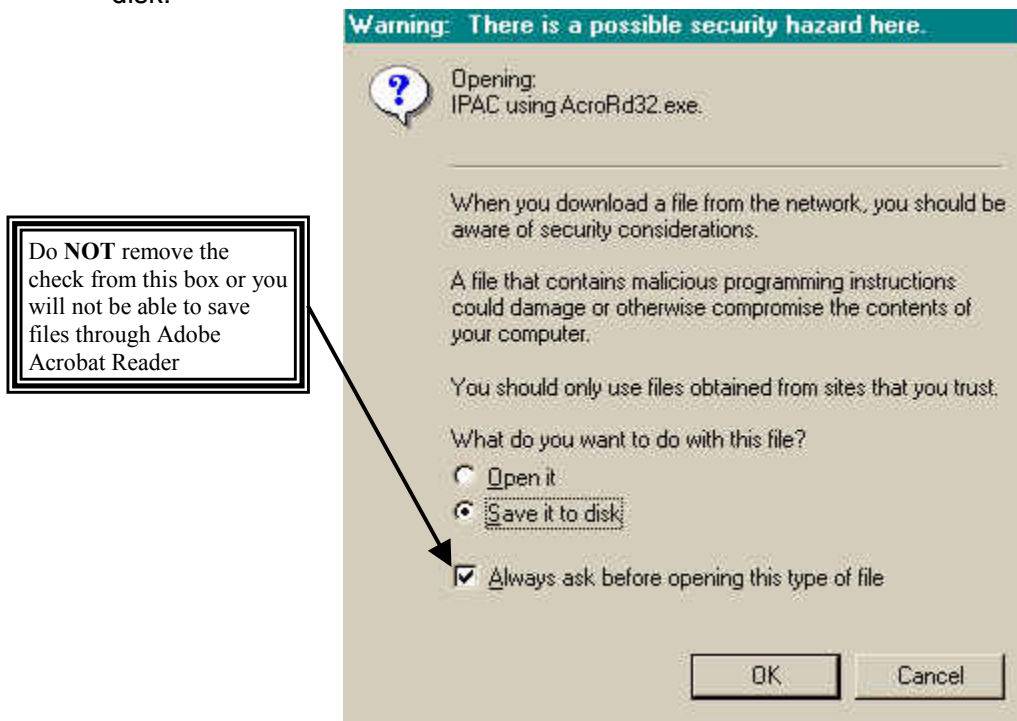 disk.
Warning: There is a possible security hazard here.
Opening:
IPAC using AcroRd32.exe.
When you download a file from the network, you should be
aware of security considerations.
A file that contains malicious programming instructions
could damage or otherwise compromise the contents of
your computer.
You should only use files obtained from sites that you trust.
What do you want to do with this file?
Open it
Save it to disk
Always ask before opening this type of file
OK Cancel
Do NOT remove the
check from this box or you
will not be able to save
files through Adobe
Acrobat Reader